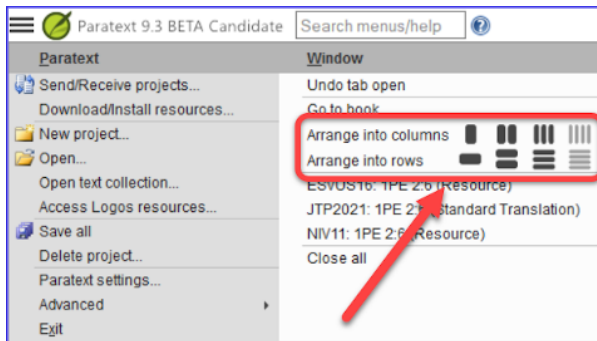 Paratext 9.3 BETA Candidate
Search menus/help
Paratext
Send/Receive projects...
Download/Install resources...
New project...
Open...
Open text collection...
Access Logos resources...
Save all
Delete project...
Paratext settings...
Advanced
Exit
Window
Undo tab open
Go to book
Arrange into columns
Arrange into rows
ESVUS16: 1PE 2:6 (Resource)
JTP2021: 1PE 2: (Standard Translation)
NIV11: 1PE 2:6 (Resource)
Close all